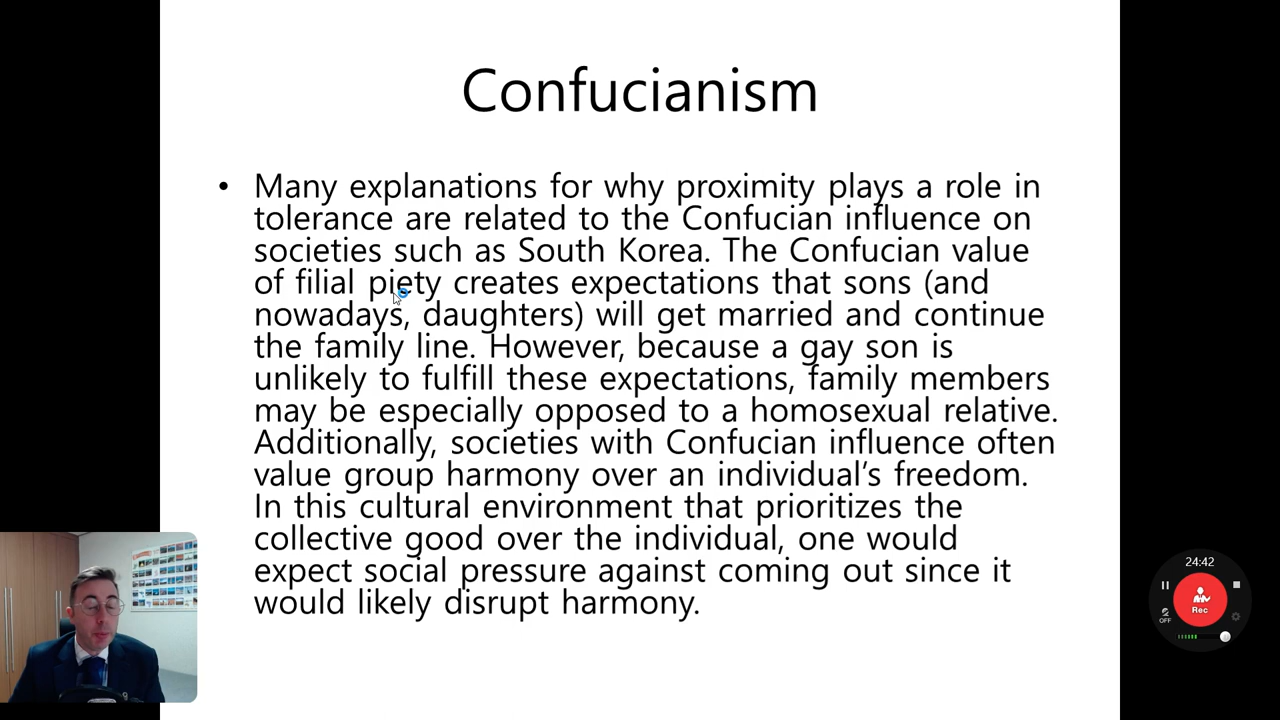 Confucianism
• Many explanations for why proximity plays a role in
tolerance are related to the Confucian influence on
societies such as South Korea. The Confucian value
of filial piety creates expectations that sons (and
nowadays, daughters) will get married and continue
the family line. However, because a gay son is
unlikely to fulfill these expectations, family members
may be especially opposed to a homosexual relative.
Additionally, societies with Confucian influence often
value group harmony over an individual’s freedom.
In this cultural environment that prioritizes the
collective good over the individual, one would
expect social pressure against coming out since it
would likely disrupt harmony.
24:42
Rec
OFF